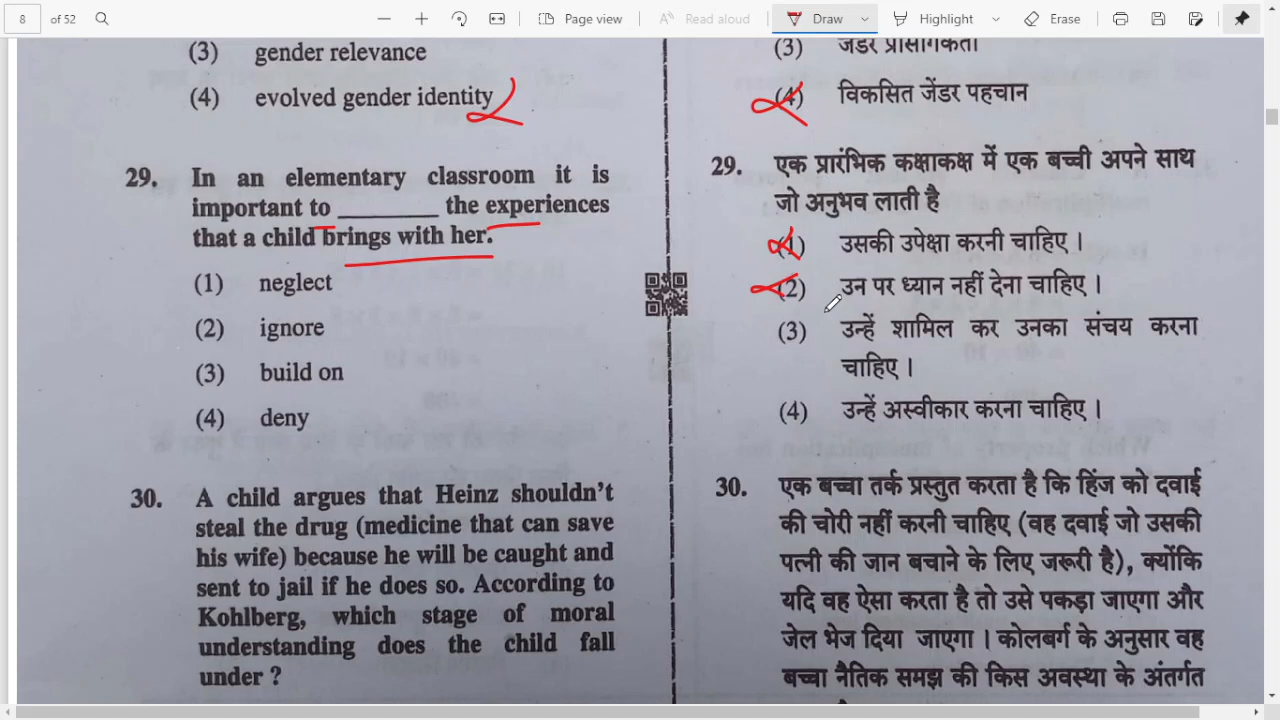 8 of 52
Page view
Read aloud
Draw
Highlight
Erase
(3) gender relevance
(4) evolved gender identity
29. In an elementary classroom it is
important to ________ the experiences
that a child brings with her.
(1) neglect
(2) ignore
(3) build on
(4) deny
30. A child argues that Heinz shouldn't
steal the drug (medicine that can save
his wife) because he will be caught and
sent to jail if he does so. According to
Kohlberg, which stage of moral
understanding does the child fall
under ?
(3) जेंडर प्रासंगिकता
(4) विकसित जेंडर पहचान
29. एक प्रारंभिक कक्षाकक्ष में एक बच्ची अपने साथ
जो अनुभव लाती है
(1) उसकी उपेक्षा करनी चाहिए ।
(2) उन पर ध्यान नहीं देना चाहिए ।
(3) उन्हें शामिल कर उनका संचय करना
चाहिए ।
(4) उन्हें अस्वीकार करना चाहिए ।
30. एक बच्चा तर्क प्रस्तुत करता है कि हिंज को दवाई
की चोरी नहीं करनी चाहिए (वह दवाई जो उसकी
पत्नी की जान बचाने के लिए जरूरी है), क्योंकि
यदि वह ऐसा करता है तो उसे पकड़ा जाएगा और
जेल भेज दिया जाएगा । कोलबर्ग के अनुसार वह
बच्चा नैतिक समझ की किस अवस्था के अंतर्गत